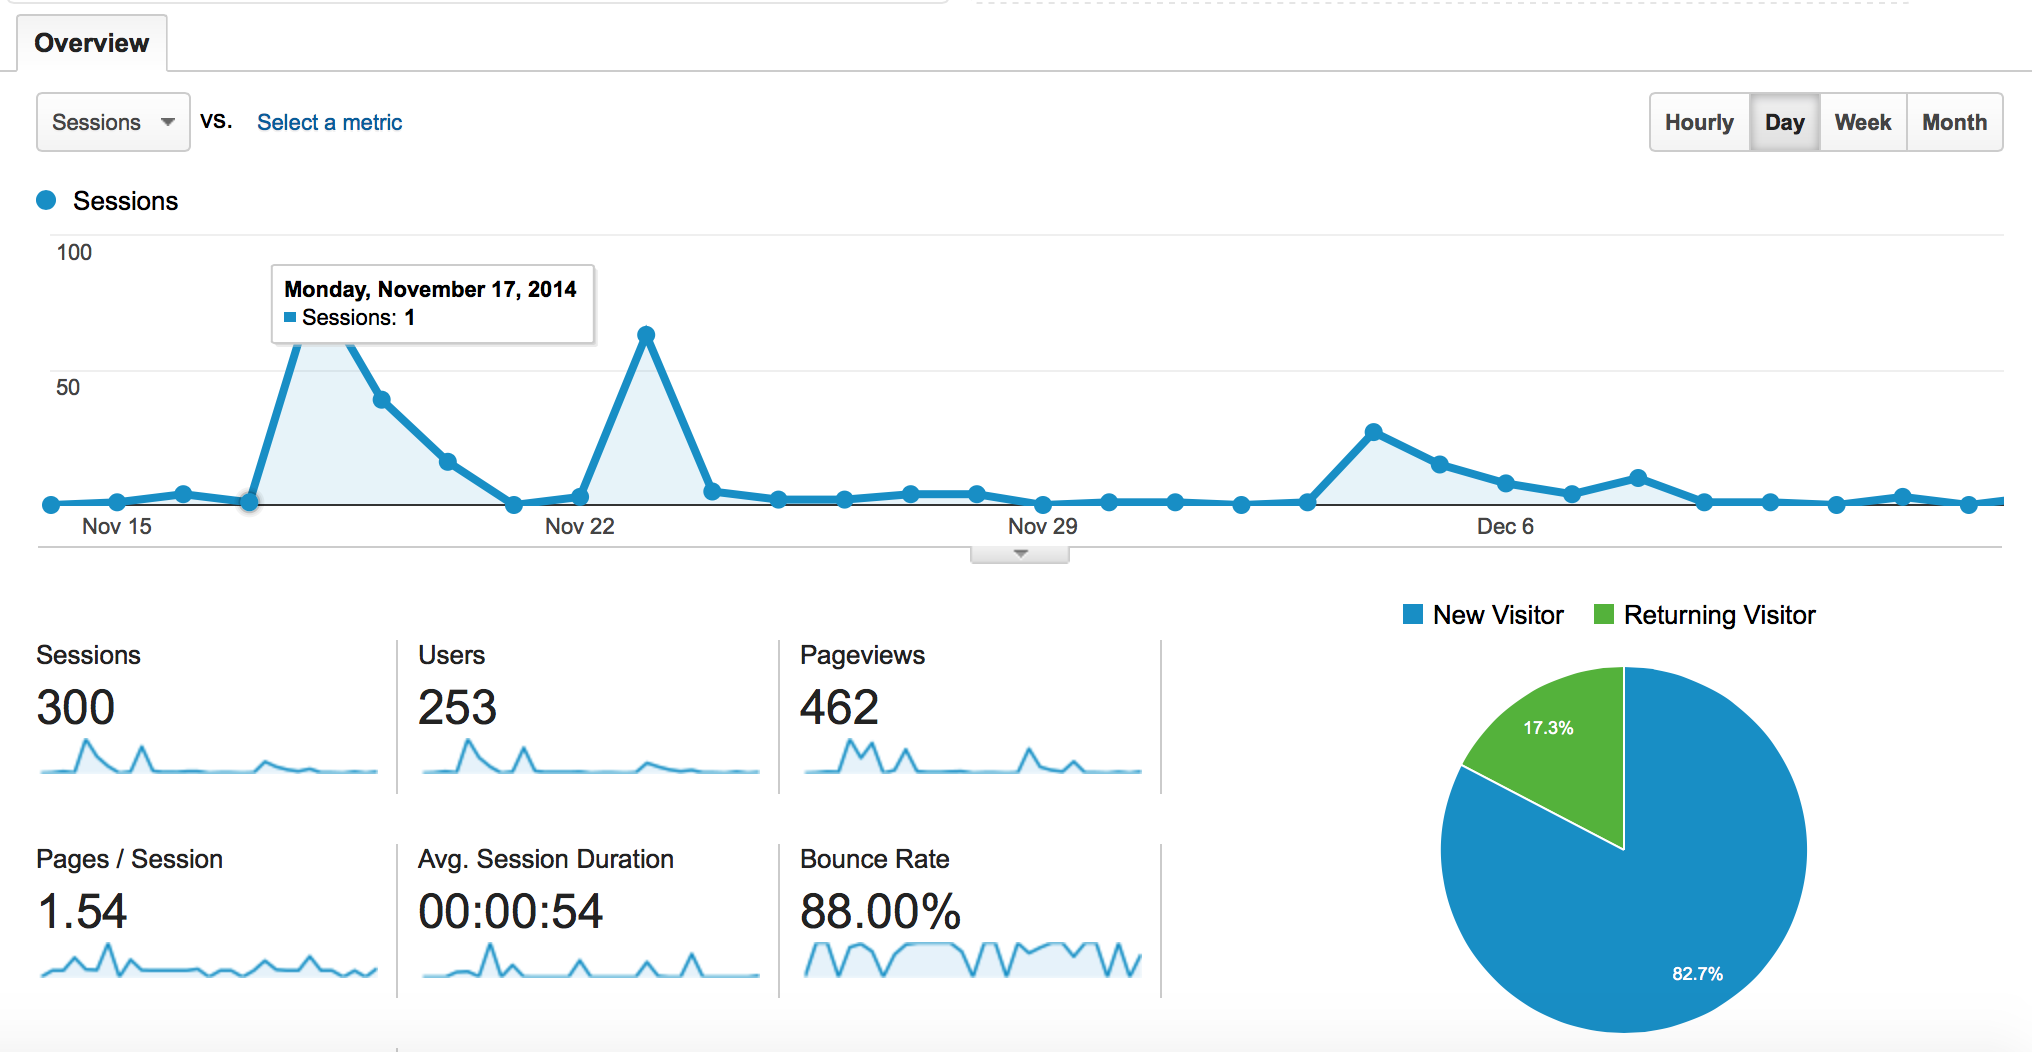 Overview
Sessions vs. Select a metric
Hourly Day Week Month
Sessions
100
Monday, November 17, 2014
Sessions: 1
50
Nov 15 Nov 22 Nov 29 Dec 6
New Visitor Returning Visitor
Sessions Users Pageviews
300 253 462
17.3%
Pages / Session Avg. Session Duration Bounce Rate
1.54 00:00:54 88.00%
82.7%